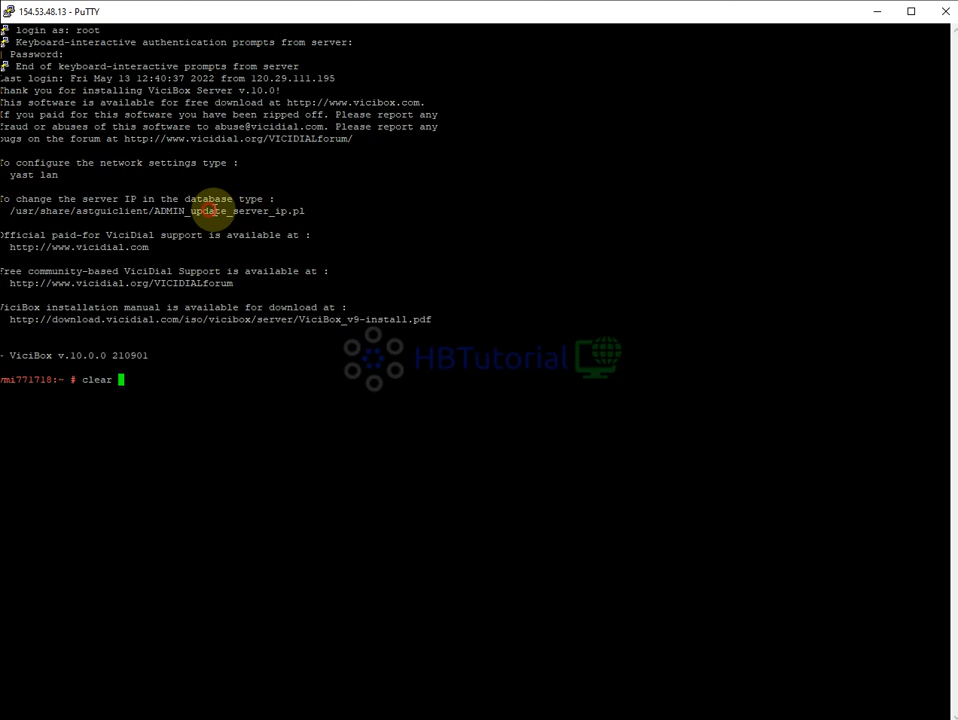 154.53.48.13 - PuTTY
login as: root
Keyboard-interactive authentication prompts from server:
| Password:
End of keyboard-interactive prompts from server
Last login: Fri May 13 12:40:37 2022 from 120.29.111.195
Thank you for installing ViciBox Server v.10.0!
This software is available for free download at http://www.vicibox.com.
If you paid for this software you have been ripped off. Please report any
fraud or abuses of this software to abuse@vicidial.com. Please report any
bugs on the forum at http://www.vicidial.org/VICIDIALforum/
To configure the network settings type :
yast lan
To change the server IP in the database type :
/usr/share/astguiclient/ADMIN_update_server_ip.pl
Official paid-for ViciDial support is available at :
http://www.vicidial.com
Free community-based ViciDial Support is available at :
http://www.vicidial.org/VICIDIALforum
ViciBox installation manual is available for download at :
http://download.vicidial.com/iso/vicibox/server/ViciBox_v9-install.pdf
- ViciBox v.10.0.0 210901
HBTutorial
vmi771718:~ # clear